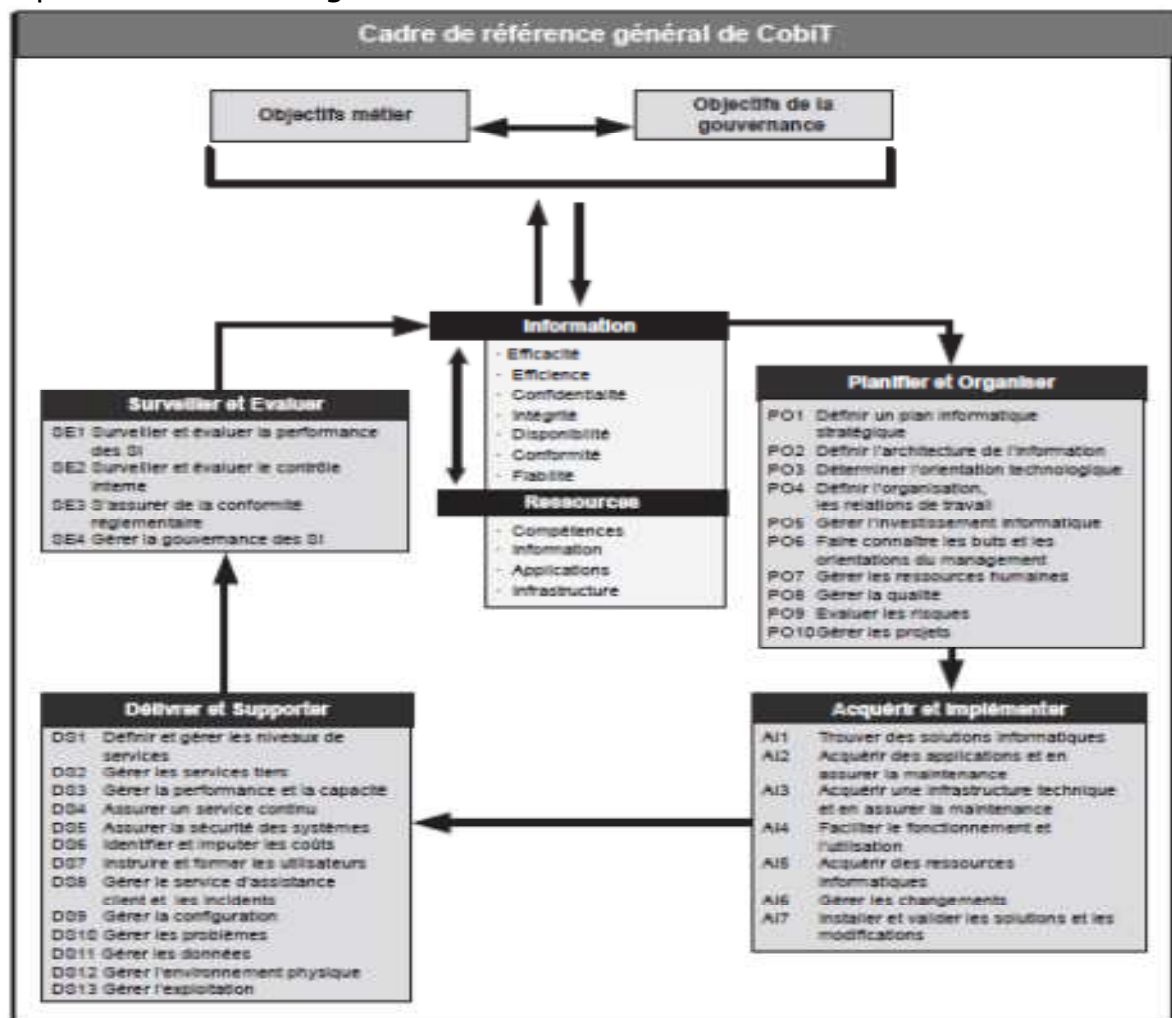 Cadre de référence général de CobiT
Objectifs métier
Objectifs de la
gouvernance
Information
- Efficacité
- Efficience
- Confidentialité
- Intégrité
- Disponibilité
- Conformité
- Fiabilité
Ressources
- Compétences
- Information
- Applications
- Infrastructure
Surveiller et Evaluer
SE1 Surveiller et évaluer la performance
des SI
SE2 Surveiller et évaluer le contrôle
interne
SE3 S'assurer de la conformité
réglementaire
SE4 Gérer la gouvernance des SI
Planifier et Organiser
PO1 Définir un plan informatique
stratégique
PO2 Définir l'architecture de l'information
PO3 Déterminer l'orientation technologique
PO4 Définir l'organisation,
les relations de travail
PO5 Gérer l'investissement informatique
PO6 Faire connaître les buts et les
orientations du management
PO7 Gérer les ressources humaines
PO8 Gérer la qualité
PO9 Evaluer les risques
PO10 Gérer les projets
Délivrer et Supporter
DS1 Définir et gérer les niveaux de
services
DS2 Gérer les services tiers
DS3 Gérer la performance et la capacité
DS4 Assurer un service continu
DS5 Assurer la sécurité des systèmes
DS6 Identifier et imputer les coûts
DS7 Instruire et former les utilisateurs
DS8 Gérer le service d'assistance
client et les incidents
DS9 Gérer la configuration
DS10 Gérer les problèmes
DS11 Gérer les données
DS12 Gérer l'environnement physique
DS13 Gérer l'exploitation
Acquérir et Implémenter
AI1 Trouver des solutions informatiques
AI2 Acquérir des applications et en
assurer la maintenance
AI3 Acquérir une infrastructure technique
et en assurer la maintenance
AI4 Faciliter le fonctionnement et
l'utilisation
AI5 Acquérir des ressources
informatiques
AI6 Gérer les changements
AI7 Installer et valider les solutions et les
modifications